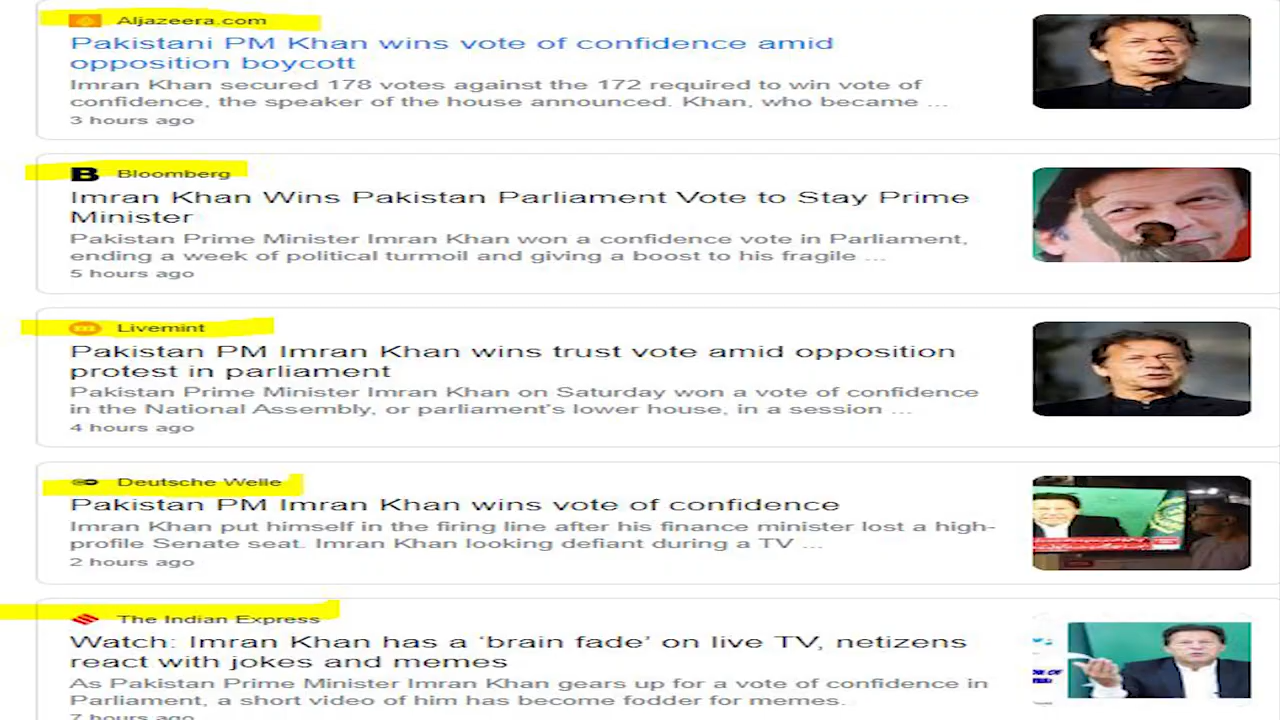 Aljazeera.com
Pakistani PM Khan wins vote of confidence amid
opposition boycott
Imran Khan secured 178 votes against the 172 required to win vote of
confidence, the speaker of the house announced. Khan, who became ...
3 hours ago
B Bloomberg
Imran Khan Wins Pakistan Parliament Vote to Stay Prime
Minister
Pakistan Prime Minister Imran Khan won a confidence vote in Parliament,
ending a week of political turmoil and giving a boost to his fragile ...
5 hours ago
m Livemint
Pakistan PM Imran Khan wins trust vote amid opposition
protest in parliament
Pakistan Prime Minister Imran Khan on Saturday won a vote of confidence
in the National Assembly, or parliament's lower house, in a session ...
4 hours ago
Deutsche Welle
Pakistan PM Imran Khan wins vote of confidence
Imran Khan put himself in the firing line after his finance minister lost a high-
profile Senate seat. Imran Khan looking defiant during a TV ...
2 hours ago
The Indian Express
Watch: Imran Khan has a ‘brain fade’ on live TV, netizens
react with jokes and memes
As Pakistan Prime Minister Imran Khan gears up for a vote of confidence in
Parliament, a short video of him has become fodder for memes.
7 hours ago